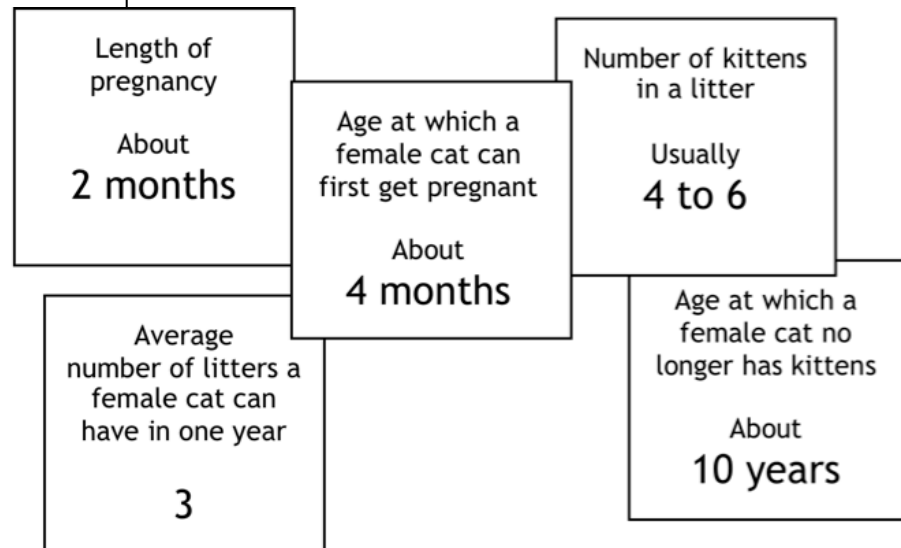 Length of
pregnancy
About
2 months
Age at which a
female cat can
first get pregnant
About
4 months
Number of kittens
in a litter
Usually
4 to 6
Average
number of litters a
female cat can
have in one year
3
Age at which a
female cat no
longer has kittens
About
10 years